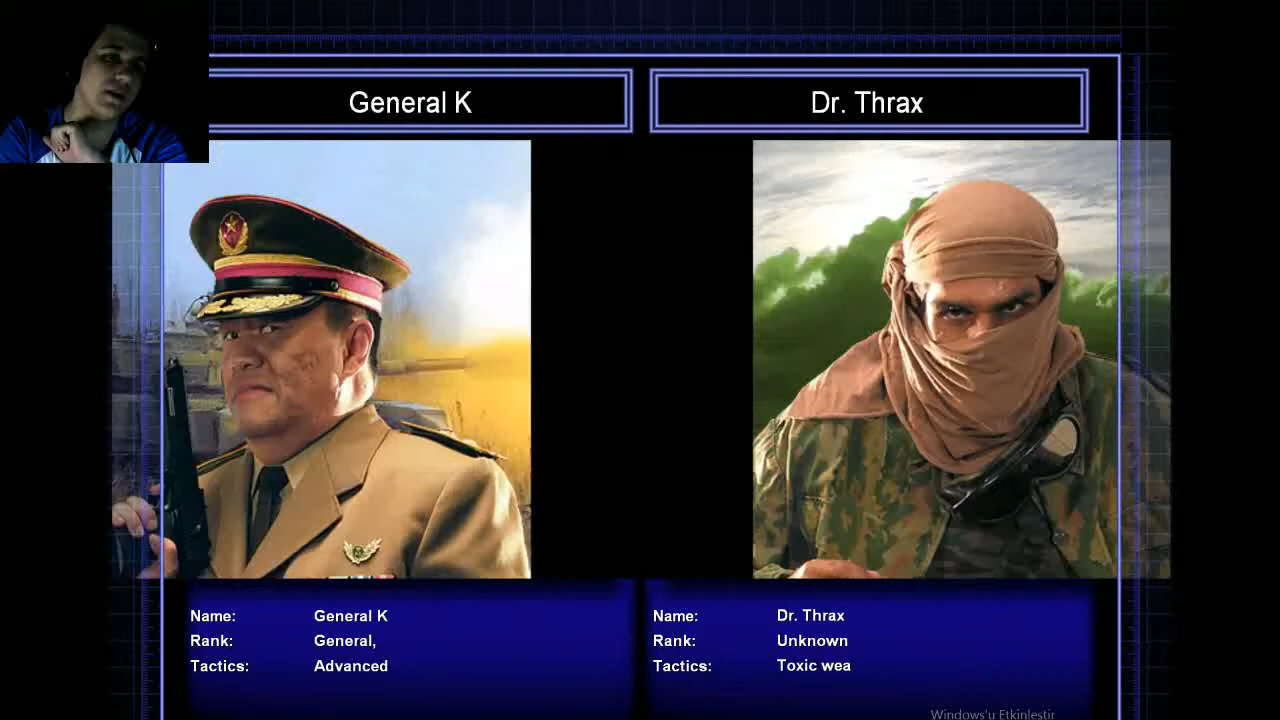 General K
Dr. Thrax
Name: General K
Rank: General,
Tactics: Advanced
Name: Dr. Thrax
Rank: Unknown
Tactics: Toxic wea
Windows'u Etkinleştir